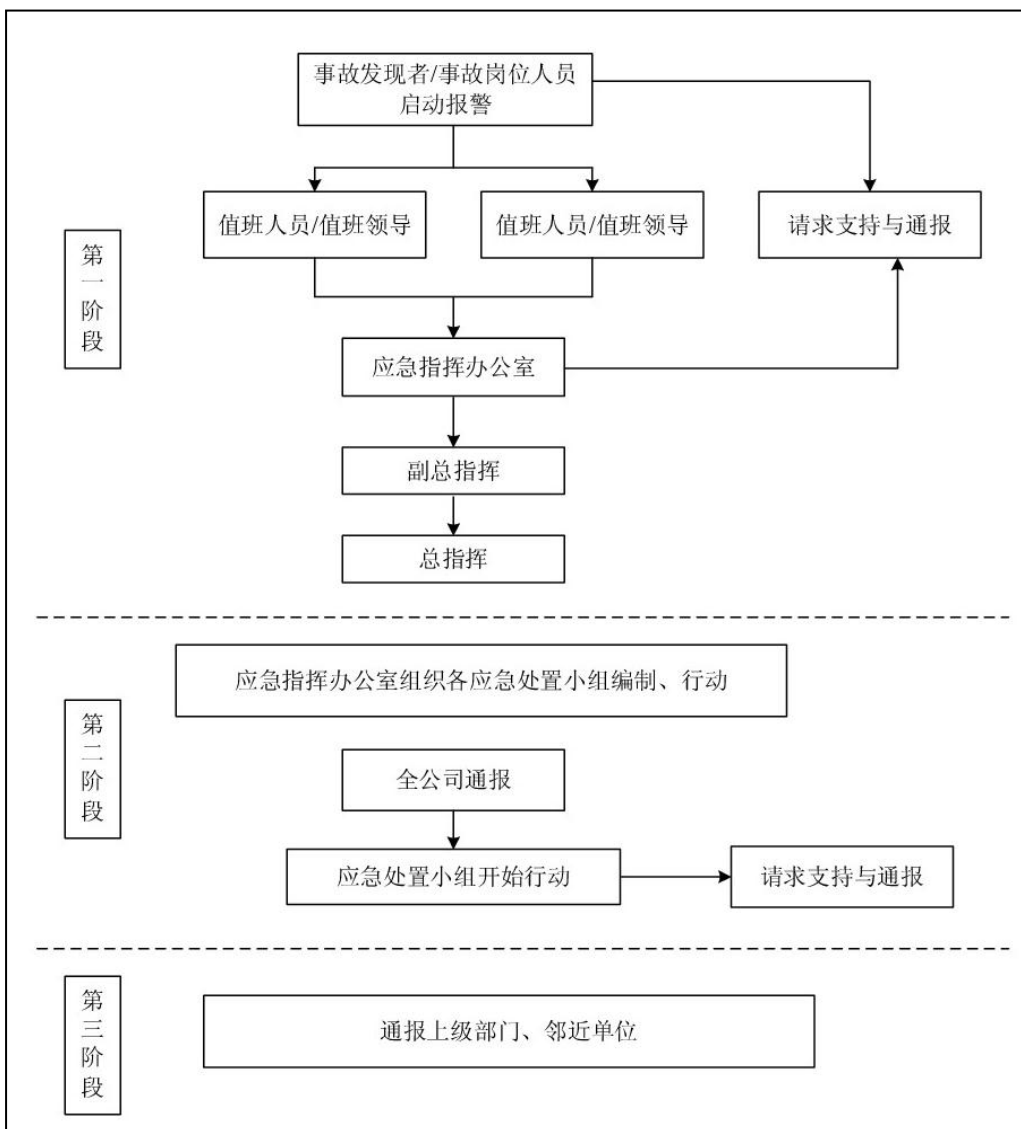 事故发现者/事故岗位人员
启动报警
值班人员/值班领导
值班人员/值班领导
请求支持与通报
第一阶段
应急指挥办公室
副总指挥
总指挥
应急指挥办公室组织各应急处置小组编制、行动
第二阶段
全公司通报
应急处置小组开始行动
请求支持与通报
第三阶段
通报上级部门、邻近单位